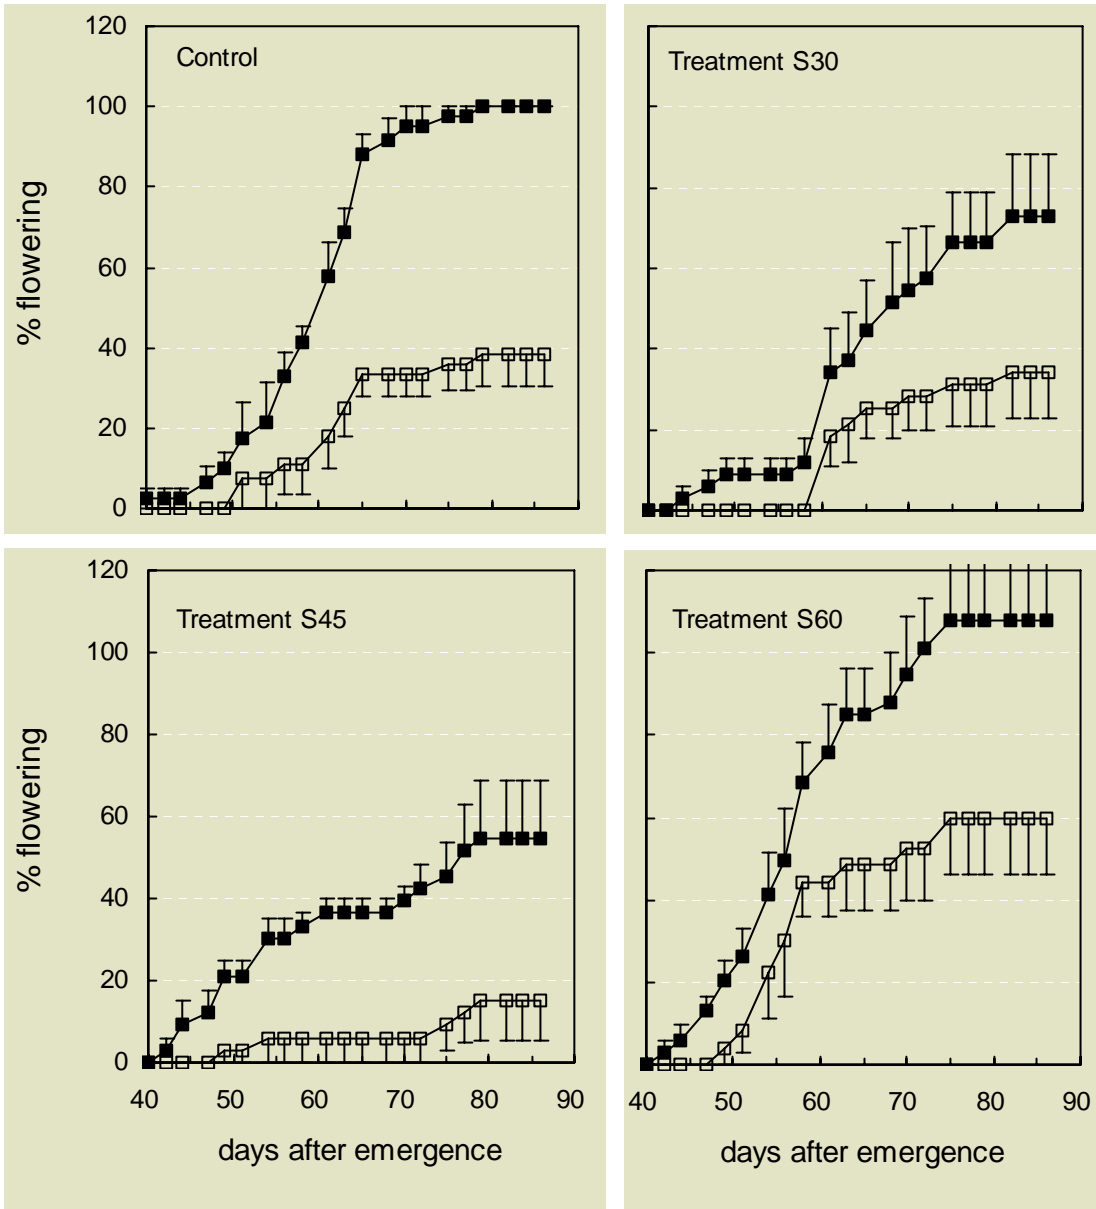 120
100
80
60
40
20
0
% flowering
Control
Treatment S30
120
100
80
60
40
20
0
% flowering
Treatment S45
40 50 60 70 80 90
days after emergence
Treatment S60
40 50 60 70 80 90
days after emergence